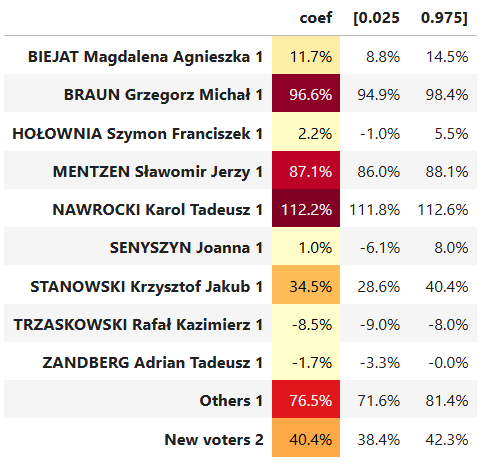 coef [0.025 0.975]
BIEJAT Magdalena Agnieszka 1 11.7% 8.8% 14.5%
BRAUN Grzegorz Michał 1 96.6% 94.9% 98.4%
HOŁOWNIA Szymon Franciszek 1 2.2% -1.0% 5.5%
MENTZEN Sławomir Jerzy 1 87.1% 86.0% 88.1%
NAWROCKI Karol Tadeusz 1 112.2% 111.8% 112.6%
SENYSZYN Joanna 1 1.0% -6.1% 8.0%
STANOWSKI Krzysztof Jakub 1 34.5% 28.6% 40.4%
TRZASKOWSKI Rafał Kazimierz 1 -8.5% -9.0% -8.0%
ZANDBERG Adrian Tadeusz 1 -1.7% -3.3% -0.0%
Others 1 76.5% 71.6% 81.4%
New voters 2 40.4% 38.4% 42.3%